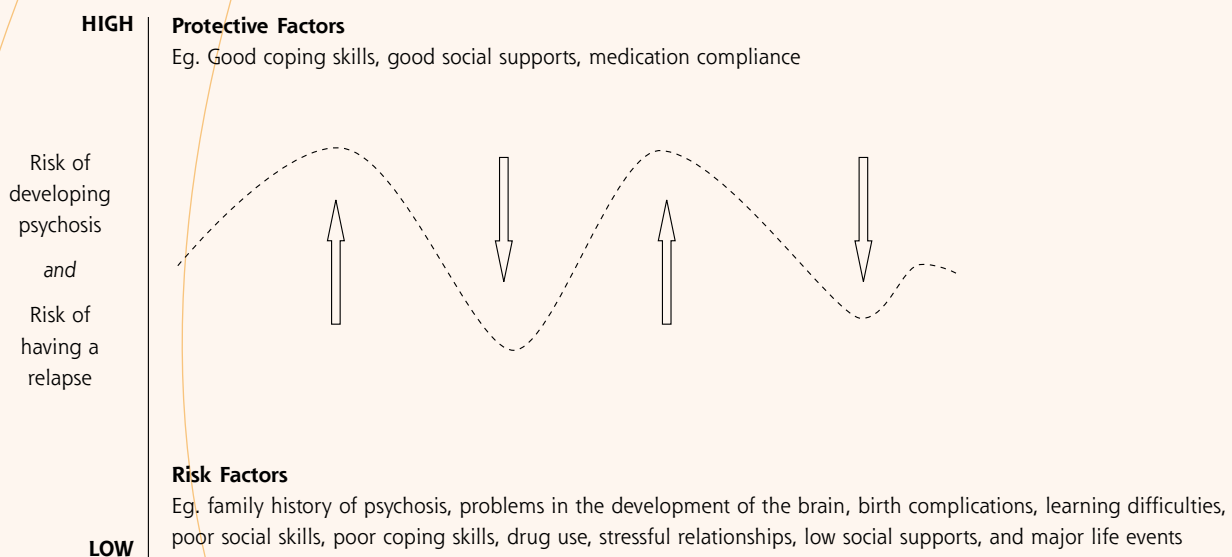 HIGH
Protective Factors
Eg. Good coping skills, good social supports, medication compliance
Risk of
developing
psychosis
and
Risk of
having a
relapse
Risk Factors
Eg. family history of psychosis, problems in the development of the brain, birth complications, learning difficulties,
poor social skills, poor coping skills, drug use, stressful relationships, low social supports, and major life events
LOW